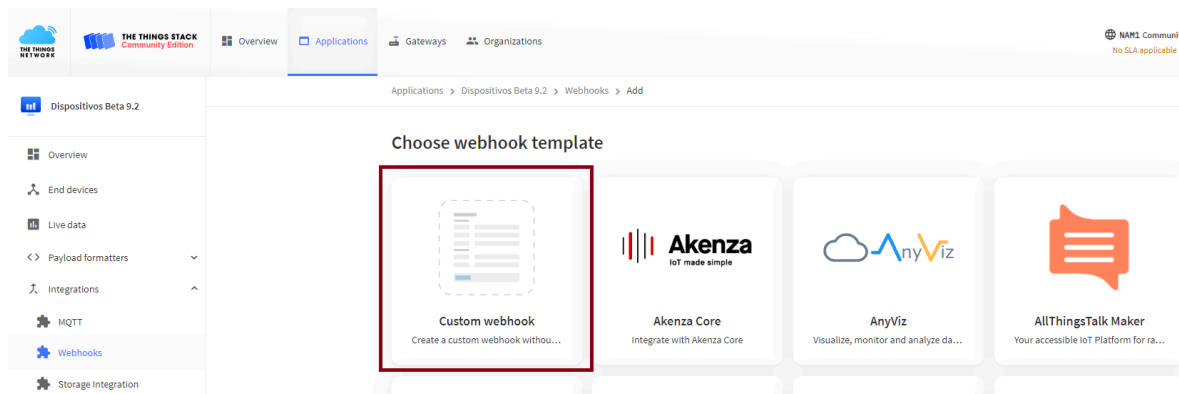 THE THINGS
NETWORK
THE THINGS STACK
Community Edition
Overview
Applications
Gateways
Organizations
NAM1 Communi
No SLA applicable
Dispositivos Beta 9.2
Applications > Dispositivos Beta 9.2 > Webhooks > Add
Overview
End devices
Live data
Payload formatters
Integrations
MQTT
Webhooks
Storage Integration
Choose webhook template
Custom webhook
Create a custom webhook withou...
Akenza
IoT made simple
Akenza Core
Integrate with Akenza Core
AnyViz
AnyViz
Visualize, monitor and analyze da...
AllThingsTalk Maker
Your accessible IoT Platform for ra...